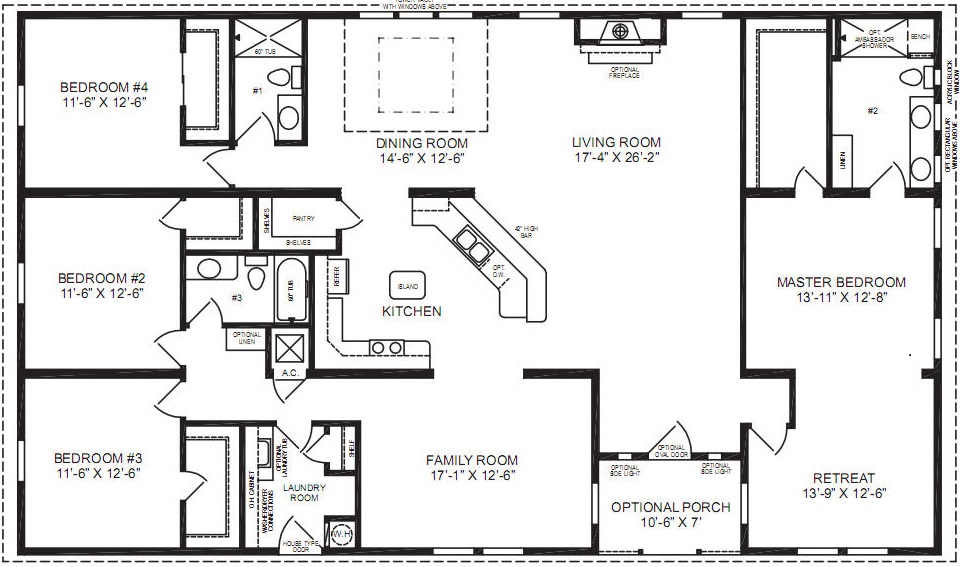 WITH WINDOWS ABOVE
BEDROOM #4
11'-6" X 12'-6"
60" TUB
#1
DINING ROOM
14'-6" X 12'-6"
OPTIONAL
FIREPLACE
LIVING ROOM
17'-4" X 26'-2"
OPT.
AMBASSADOR
SHOWER
BENCH
#2
LINEN
ACRYLIC BLOCK
WINDOW
OPT. RECTANGULAR
WINDOWS ABOVE
BEDROOM #2
11'-6" X 12'-6"
SHELVES
PANTRY
SHELVES
#3
60" TUB
OPTIONAL
LINEN
A.C.
REFER
ISLAND
KITCHEN
42" HIGH
BAR
OPT.
D.W.
MASTER BEDROOM
13'-11" X 12'-8"
BEDROOM #3
11'-6" X 12'-6"
O.H. CABINET
WASHER/DRYER
CONNECTIONS
OPTIONAL
LAUNDRY TUB
SHELF
LAUNDRY
ROOM
HOUSE TYPE
DOOR
W.H
FAMILY ROOM
17'-1" X 12'-6"
OPTIONAL
OVAL DOOR
OPTIONAL
SIDE LIGHT
OPTIONAL
SIDE LIGHT
OPTIONAL PORCH
10'-6" X 7'
RETREAT
13'-9" X 12'-6"